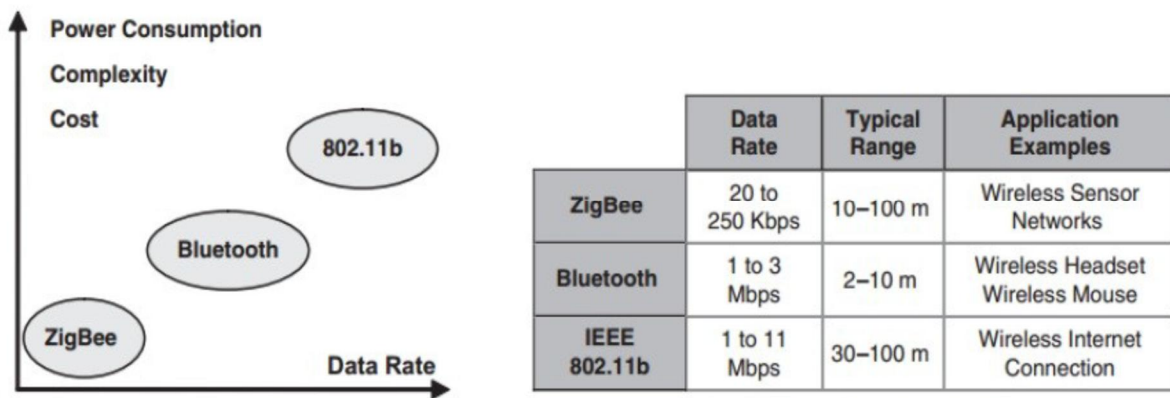 Power Consumption
Complexity
Cost
802.11b
Bluetooth
ZigBee
Data Rate
Data
Rate
Typical
Range
Application
Examples
ZigBee
20 to
250 Kbps
10–100 m
Wireless Sensor
Networks
Bluetooth
1 to 3
Mbps
2–10 m
Wireless Headset
Wireless Mouse
IEEE
802.11b
1 to 11
Mbps
30–100 m
Wireless Internet
Connection